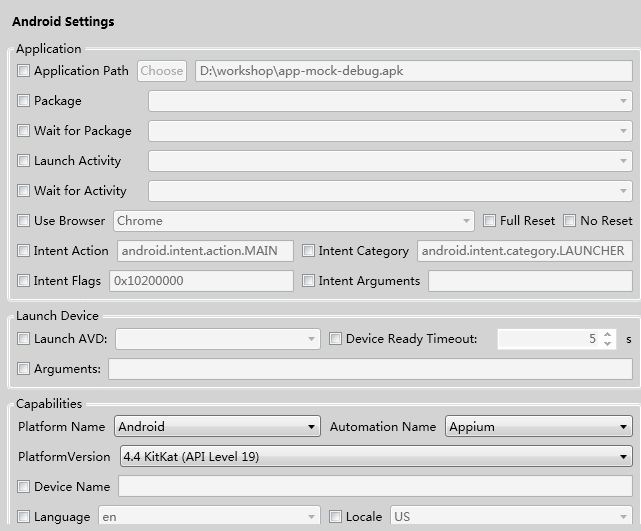 Android Settings
Application
Application Path Choose D:\workshop\app-mock-debug.apk
Package
Wait for Package
Launch Activity
Wait for Activity
Use Browser Chrome Full Reset No Reset
Intent Action android.intent.action.MAIN Intent Category android.intent.category.LAUNCHER
Intent Flags 0x10200000 Intent Arguments
Launch Device
Launch AVD: Device Ready Timeout: 5 s
Arguments:
Capabilities
Platform Name Android Automation Name Appium
PlatformVersion 4.4 KitKat (API Level 19)
Device Name
Language en Locale US